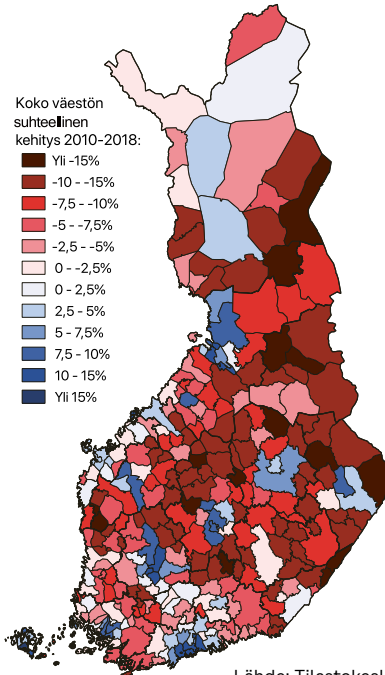 Koko väestön
suhteellinen
kehitys 2010-2018:
Yli -15%
-10 - -15%
-7,5 - -10%
-5 - -7,5%
-2,5 - -5%
0 - -2,5%
0 - 2,5%
2,5 - 5%
5 - 7,5%
7,5 - 10%
10 - 15%
Yli 15%
Lähde: